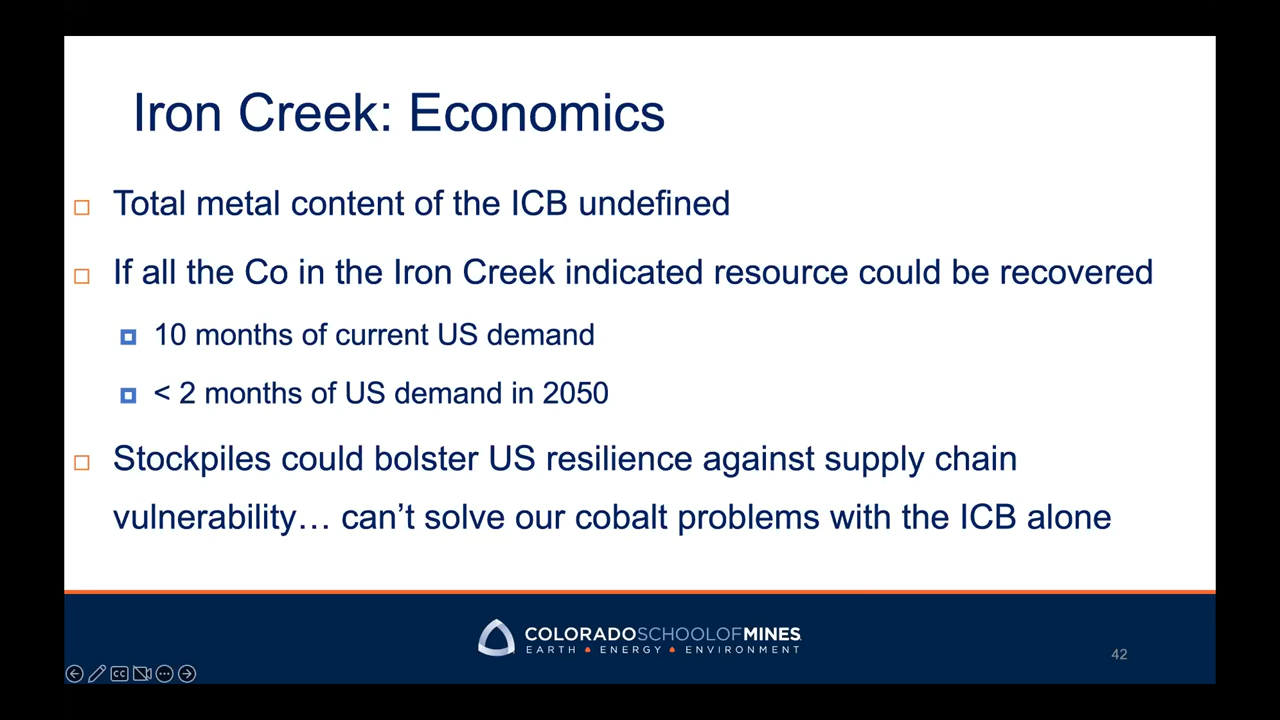 Iron Creek: Economics
Total metal content of the ICB undefined
If all the Co in the Iron Creek indicated resource could be recovered
10 months of current US demand
< 2 months of US demand in 2050
Stockpiles could bolster US resilience against supply chain
vulnerability… can’t solve our cobalt problems with the ICB alone
COLORADOSCHOOLOFMINES
EARTH • ENERGY • ENVIRONMENT
42
CC